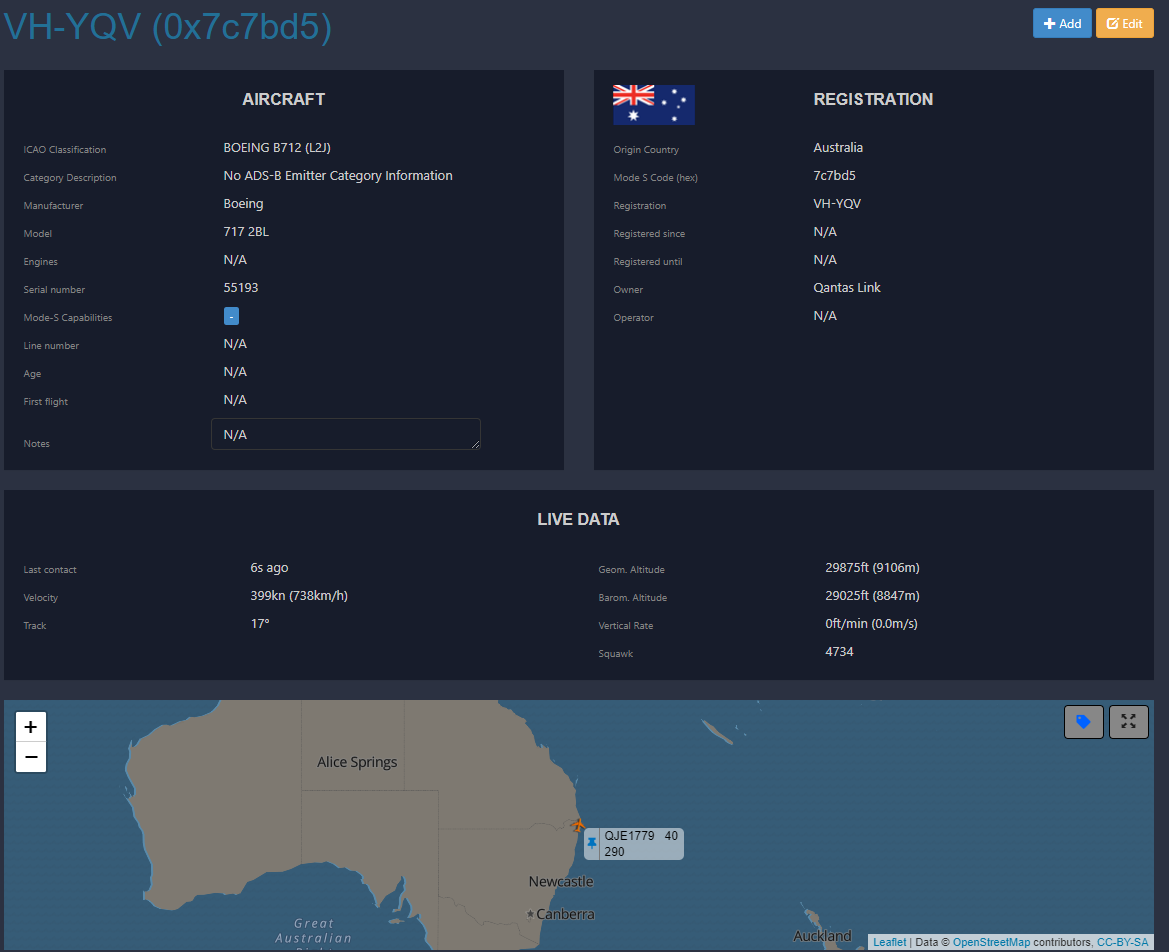 VH-YQV (0x7c7bd5)
Add
Edit
AIRCRAFT
ICAO Classification BOEING B712 (L2J)
Category Description No ADS-B Emitter Category Information
Manufacturer Boeing
Model 717 2BL
Engines N/A
Serial number 55193
Mode-S Capabilities -
Line number N/A
Age N/A
First flight N/A
Notes N/A
REGISTRATION
Origin Country Australia
Mode S Code (hex) 7c7bd5
Registration VH-YQV
Registered since N/A
Registered until N/A
Owner Qantas Link
Operator N/A
LIVE DATA
Last contact 6s ago
Velocity 399kn (738km/h)
Track 17°
Geom. Altitude 29875ft (9106m)
Barom. Altitude 29025ft (8847m)
Vertical Rate 0ft/min (0.0m/s)
Squawk 4734
+
−
Alice Springs
QJE1779 40
290
Newcastle
Canberra
Great
Australian
Auckland
Leaflet | Data © OpenStreetMap contributors, CC-BY-SA